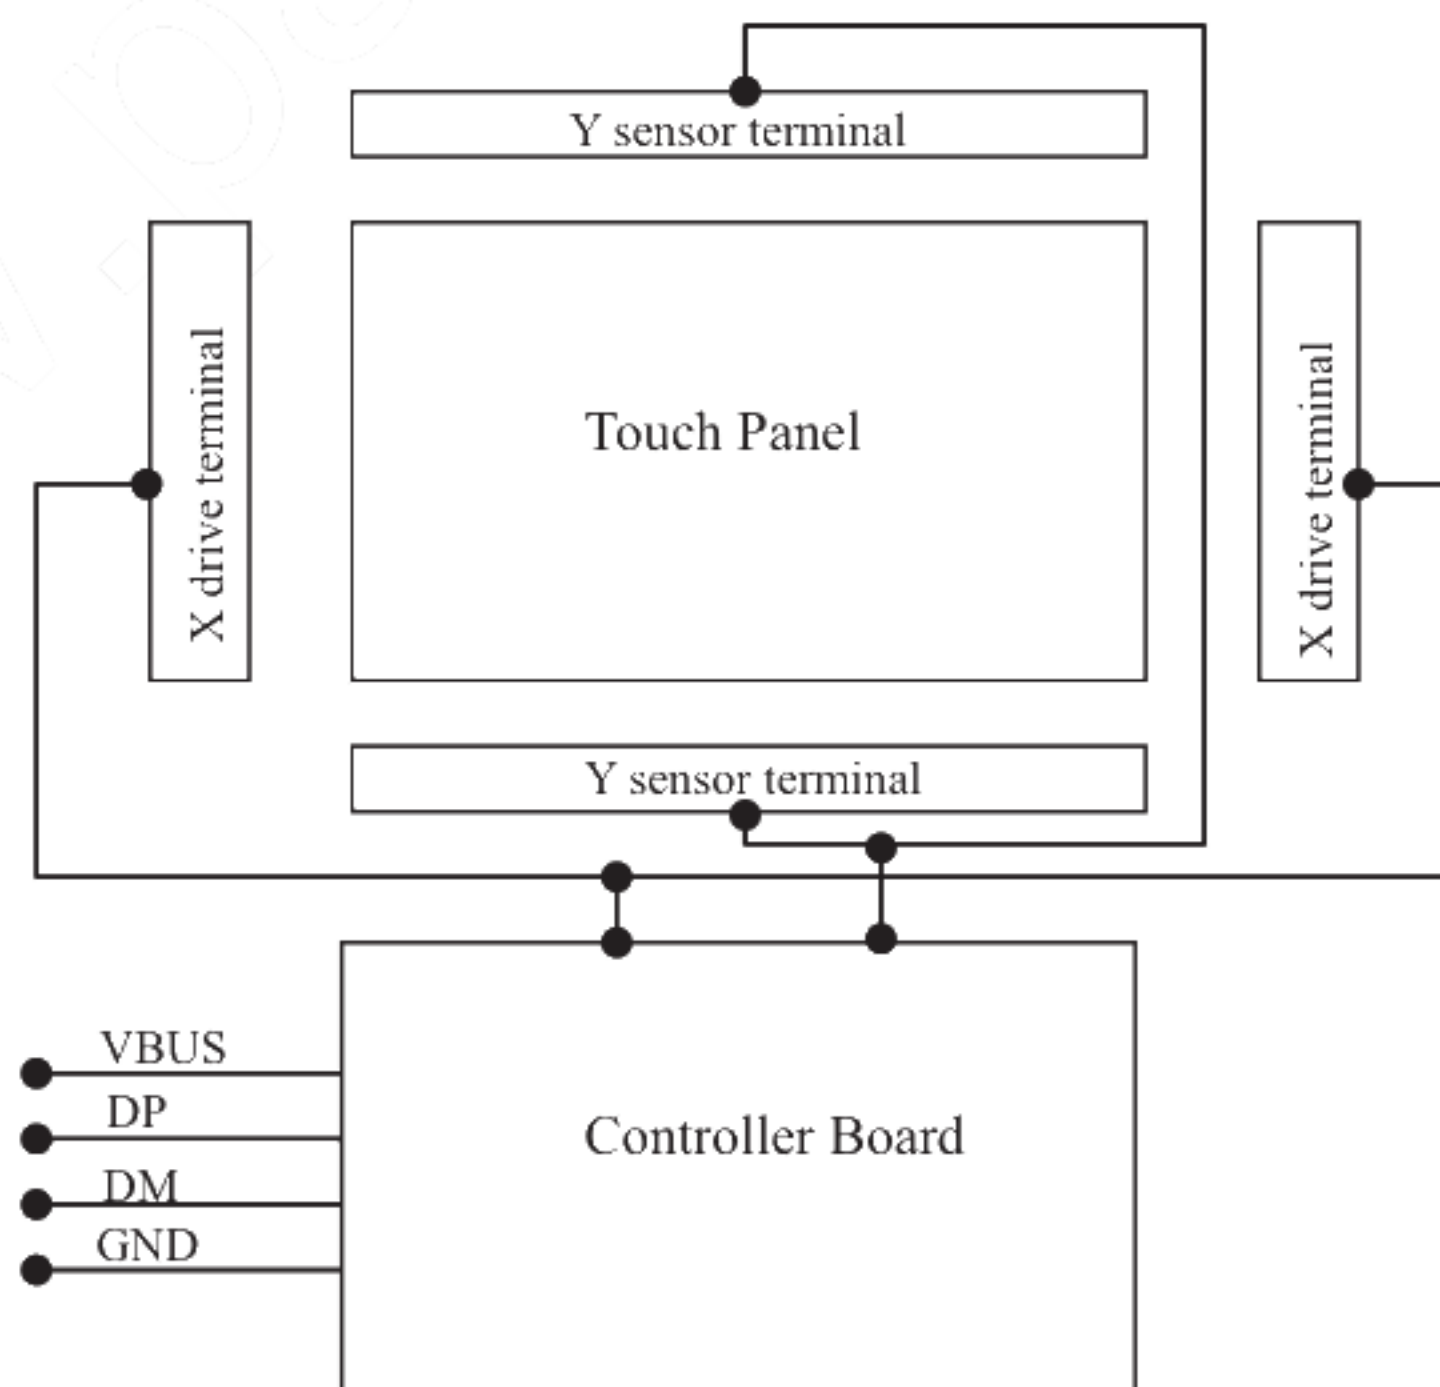 Y sensor terminal
X drive terminal
Touch Panel
X drive terminal
Y sensor terminal
VBUS
DP
DM
GND
Controller Board